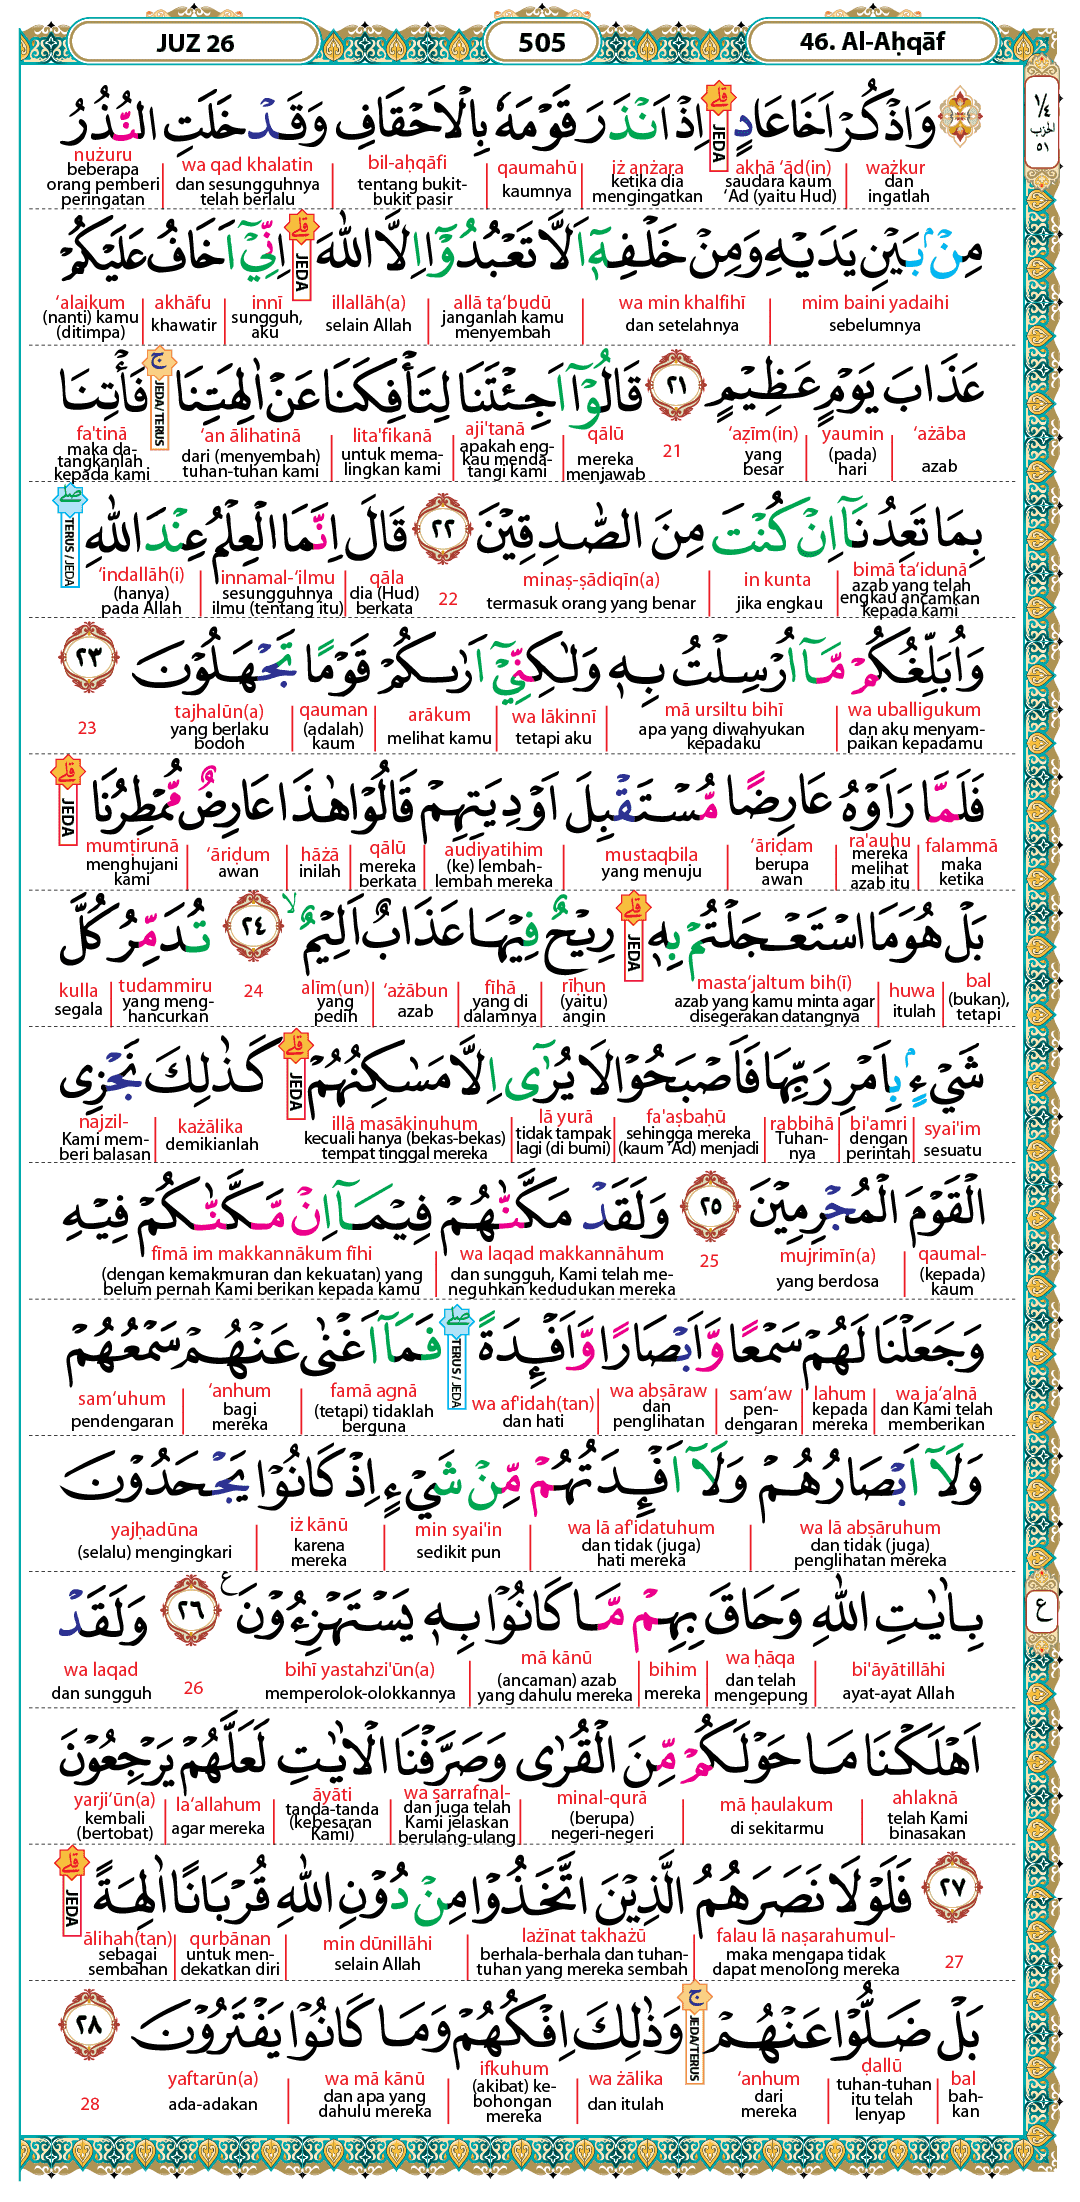 JUZ 26
505
46. Al-Aḥqāf
١/٤ الحزب ٥١
وَاذْكُرْ اَخَا عَادٍ قلى اِذْ اَنْذَرَ قَوْمَهٗ بِالْاَحْقَافِ وَقَدْ خَلَتِ النُّذُرُ
JEDA
ważkur akhā ‘ād(in) iż anżara qaumahū bil-aḥqāfi wa qad khalatin nużuru
dan ingatlah | saudara kaum ‘Ad (yaitu Hud) | ketika dia mengingatkan | kaumnya | tentang bukit-bukit pasir | dan sesungguhnya telah berlalu | beberapa orang pemberi peringatan
مِنْۢ بَيْنِ يَدَيْهِ وَمِنْ خَلْفِهٖٓ اَلَّا تَعْبُدُوْٓا اِلَّا اللّٰهَ قلى اِنِّيْٓ اَخَافُ عَلَيْكُمْ
JEDA
mim baini yadaihi wa min khalfihī allā ta‘budū illallāh(a) innī akhāfu ‘alaikum
sebelumnya | dan setelahnya | janganlah kamu menyembah | selain Allah | sungguh, aku | khawatir | (nanti) kamu (ditimpa)
عَذَابَ يَوْمٍ عَظِيْمٍ ٢١ قَالُوْٓا اَجِئْتَنَا لِتَأْفِكَنَا عَنْ اٰلِهَتِنَا ج فَأْتِنَا
JEDA/TERUS
‘ażāba yaumin ‘aẓīm(in) 21 qālū aji'tanā lita'fikanā ‘an ālihatinā fa'tinā
azab | (pada) hari | yang besar | mereka menjawab | apakah engkau mendatangi kami | untuk memalingkan kami | dari (menyembah) tuhan-tuhan kami | maka datangkanlah kepada kami
بِمَا تَعِدُنَآ اِنْ كُنْتَ مِنَ الصّٰدِقِيْنَ ٢٢ قَالَ اِنَّمَا الْعِلْمُ عِنْدَ اللّٰهِ صلى
TERUS / JEDA
bimā ta‘idunā in kunta minaṣ-ṣādiqīn(a) 22 qāla innamal-‘ilmu ‘indallāh(i)
azab yang telah engkau ancamkan kepada kami | jika engkau | termasuk orang yang benar | dia (Hud) berkata | sesungguhnya ilmu (tentang itu) | (hanya) pada Allah
وَاُبَلِّغُكُمْ مَّآ اُرْسِلْتُ بِهٖ وَلٰكِنِّيْٓ اَرٰىكُمْ قَوْمًا تَجْهَلُوْنَ ٢٣
wa uballigukum mā ursiltu bihī wa lākinnī arākum qauman tajhalūn(a) 23
dan aku menyampaikan kepadamu | apa yang diwahyukan kepadaku | tetapi aku | melihat kamu | (adalah) kaum | yang berlaku bodoh
فَلَمَّا رَاَوْهُ عَارِضًا مُّسْتَقْبِلَ اَوْدِيَتِهِمْ قَالُوْا هٰذَا عَارِضٌ مُّمْطِرُنَا قلى
JEDA
falammā ra'auhu ‘āriḍam mustaqbila audiyatihim qālū hāżā ‘āriḍum mumṭirunā
maka ketika | mereka melihat azab itu | berupa awan | yang menuju | (ke) lembah-lembah mereka | mereka berkata | inilah | awan | menghujani kami
بَلْ هُوَ مَا اسْتَعْجَلْتُمْ بِهٖ قلى رِيْحٌ فِيْهَا عَذَابٌ اَلِيْمٌ لا ٢٤ تُدَمِّرُ كُلَّ
JEDA
bal huwa masta‘jaltum bih(ī) rīḥun fīhā ‘ażābun alīm(un) 24 tudammiru kulla
(bukan), tetapi | itulah | azab yang kamu minta agar disegerakan datangnya | (yaitu) angin | yang di dalamnya | azab | yang pedih | yang menghancurkan | segala
شَيْءٍۢ بِاَمْرِ رَبِّهَا فَاَصْبَحُوْا لَا يُرٰٓى اِلَّا مَسٰكِنُهُمْ قلى كَذٰلِكَ نَجْزِى
JEDA
syai'im bi'amri rabbihā fa'aṣbaḥū lā yurā illā masākinuhum każālika najzil-
sesuatu | dengan perintah | Tuhan-nya | sehingga mereka (kaum ‘Ad) menjadi | tidak tampak lagi (di bumi) | kecuali hanya (bekas-bekas) tempat tinggal mereka | demikianlah | Kami memberi balasan
الْقَوْمَ الْمُجْرِمِيْنَ ٢٥ وَلَقَدْ مَكَّنّٰهُمْ فِيْمَآ اِنْ مَّكَّنّٰكُمْ فِيْهِ
qaumal- mujrimīn(a) 25 wa laqad makkannāhum fīmā im makkannākum fīhi
(kepada) kaum | yang berdosa | dan sungguh, Kami telah meneguhkan kedudukan mereka | (dengan kemakmuran dan kekuatan) yang belum pernah Kami berikan kepada kamu
وَجَعَلْنَا لَهُمْ سَمْعًا وَّاَبْصَارًا وَّاَفْـِٕدَةً صلى فَمَآ اَغْنٰى عَنْهُمْ سَمْعُهُمْ
TERUS / JEDA
wa ja‘alnā lahum sam‘aw wa abṣāraw wa af'idah(tan) famā agnā ‘anhum sam‘uhum
dan Kami telah memberikan | kepada mereka | pendengaran | dan penglihatan | dan hati | (tetapi) tidaklah berguna | bagi mereka | pendengaran
وَلَآ اَبْصَارُهُمْ وَلَآ اَفْـِٕدَتُهُمْ مِّنْ شَيْءٍ اِذْ كَانُوْا يَجْحَدُوْنَ
wa lā abṣāruhum wa lā af'idatuhum min syai'in iż kānū yajḥadūna
dan tidak (juga) penglihatan mereka | dan tidak (juga) hati mereka | sedikit pun | karena mereka | (selalu) mengingkari
بِاٰيٰتِ اللّٰهِ وَحَاقَ بِهِمْ مَّا كَانُوْا بِهٖ يَسْتَهْزِءُوْنَ ع ٢٦ وَلَقَدْ
ع
bi'āyātillāhi wa ḥāqa bihim mā kānū bihī yastahzi'ūn(a) 26 wa laqad
ayat-ayat Allah | dan telah mengepung | mereka | (ancaman) azab yang dahulu mereka | memperolok-olokkannya | dan sungguh
اَهْلَكْنَا مَا حَوْلَكُمْ مِّنَ الْقُرٰى وَصَرَّفْنَا الْاٰيٰتِ لَعَلَّهُمْ يَرْجِعُوْنَ
ahlaknā mā ḥaulakum minal-qurā wa ṣarrafnal- āyāti la‘allahum yarji‘ūn(a)
telah Kami binasakan | di sekitarmu | (berupa) negeri-negeri | dan juga telah Kami jelaskan berulang-ulang | tanda-tanda (kebesaran Kami) | agar mereka | kembali (bertobat)
٢٧ فَلَوْلَا نَصَرَهُمُ الَّذِيْنَ اتَّخَذُوْا مِنْ دُوْنِ اللّٰهِ قُرْبَانًا اٰلِهَةً قلى
JEDA
27 falau lā naṣarahumul- lażīnat takhażū min dūnillāhi qurbānan ālihah(tan)
maka mengapa tidak dapat menolong mereka | berhala-berhala dan tuhan-tuhan yang mereka sembah | selain Allah | untuk mendekatkan diri | sebagai sembahan
بَلْ ضَلُّوْا عَنْهُمْ ج وَذٰلِكَ اِفْكُهُمْ وَمَا كَانُوْا يَفْتَرُوْنَ ٢٨
JEDA/TERUS
bal ḍallū ‘anhum wa żālika ifkuhum wa mā kānū yaftarūn(a) 28
bahkan | tuhan-tuhan itu telah lenyap | dari mereka | dan itulah | (akibat) kebohongan mereka | dan apa yang dahulu mereka | ada-adakan